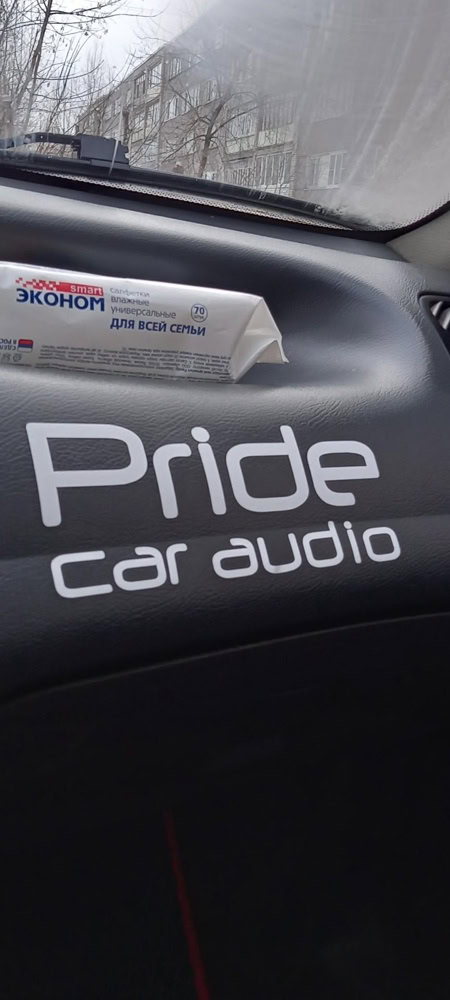 smart
ЭКОНОМ
салфетки
влажные
универсальные
70
ДЛЯ ВСЕЙ СЕМЬИ
Pride
car audio